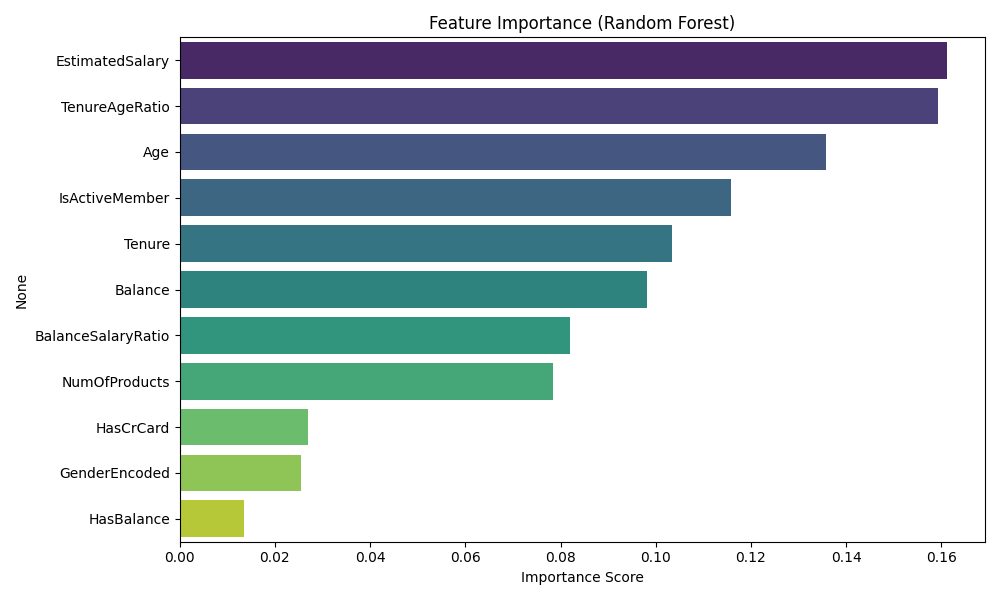 Feature Importance (Random Forest)
None
EstimatedSalary
TenureAgeRatio
Age
IsActiveMember
Tenure
Balance
BalanceSalaryRatio
NumOfProducts
HasCrCard
GenderEncoded
HasBalance
0.00 0.02 0.04 0.06 0.08 0.10 0.12 0.14 0.16
Importance Score